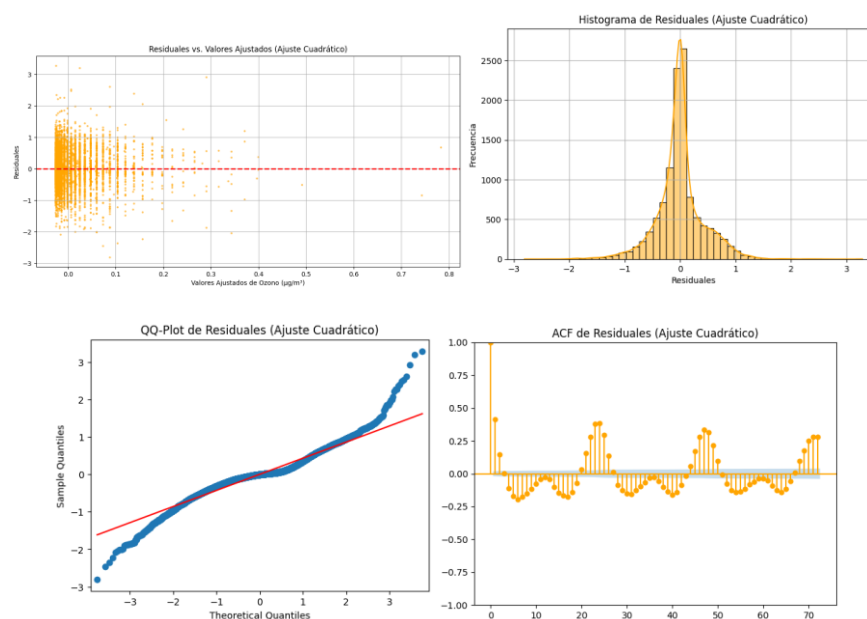 Residuales vs. Valores Ajustados (Ajuste Cuadrático)
Residuales
3
2
1
0
−1
−2
−3
0.0 0.1 0.2 0.3 0.4 0.5 0.6 0.7 0.8
Valores Ajustados de Ozono (μg/m³)
Histograma de Residuales (Ajuste Cuadrático)
Frecuencia
2500
2000
1500
1000
500
0
−3 −2 −1 0 1 2 3
Residuales
QQ-Plot de Residuales (Ajuste Cuadrático)
Sample Quantiles
3
2
1
0
−1
−2
−3
−3 −2 −1 0 1 2 3
Theoretical Quantiles
ACF de Residuales (Ajuste Cuadrático)
1.00
0.75
0.50
0.25
0.00
−0.25
−0.50
−0.75
−1.00
0 10 20 30 40 50 60 70